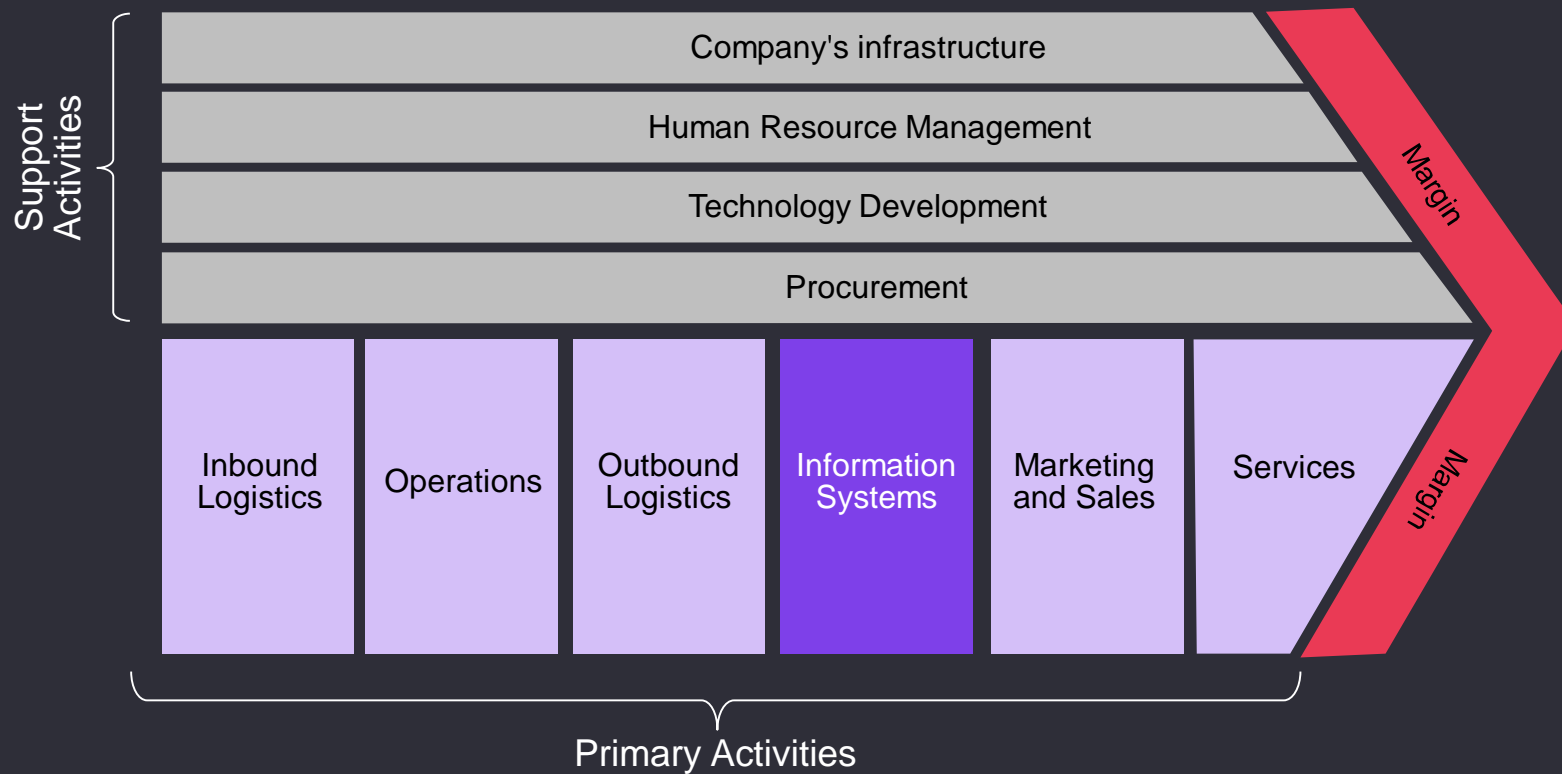 Support
Activities
Company's infrastructure
Human Resource Management
Technology Development
Procurement
Margin
Inbound
Logistics
Operations
Outbound
Logistics
Information
Systems
Marketing
and Sales
Services
Margin
Primary Activities